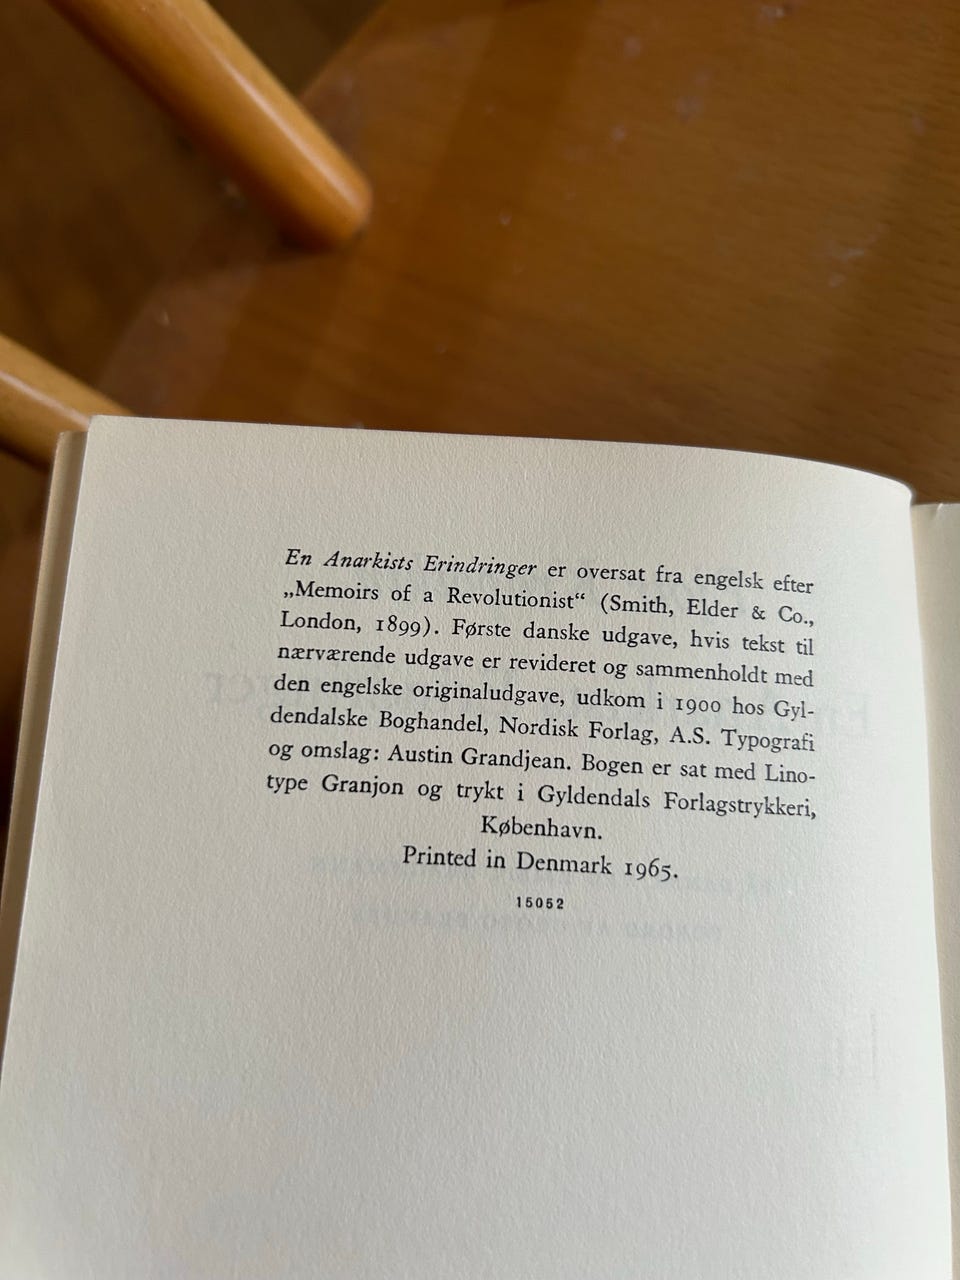 En Anarkists Erindringer er oversat fra engelsk efter
„Memoirs of a Revolutionist“ (Smith, Elder & Co.,
London, 1899). Første danske udgave, hvis tekst til
nærværende udgave er revideret og sammenholdt med
den engelske originaludgave, udkom i 1900 hos Gyl-
dendalske Boghandel, Nordisk Forlag, A.S. Typografi
og omslag: Austin Grandjean. Bogen er sat med Lino-
type Granjon og trykt i Gyldendals Forlagstrykkeri,
København.
Printed in Denmark 1965.
15052